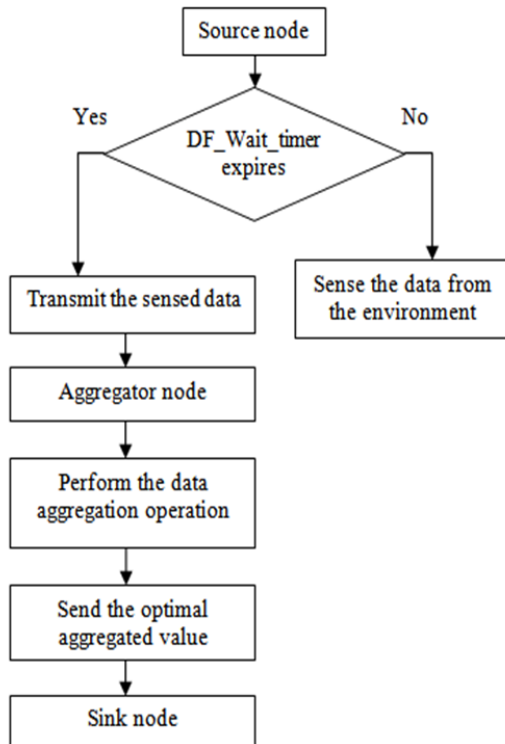 Source node
Yes
No
DF_Wait_timer
expires
Transmit the sensed data
Sense the data from
the environment
Aggregator node
Perform the data
aggregation operation
Send the optimal
aggregated value
Sink node